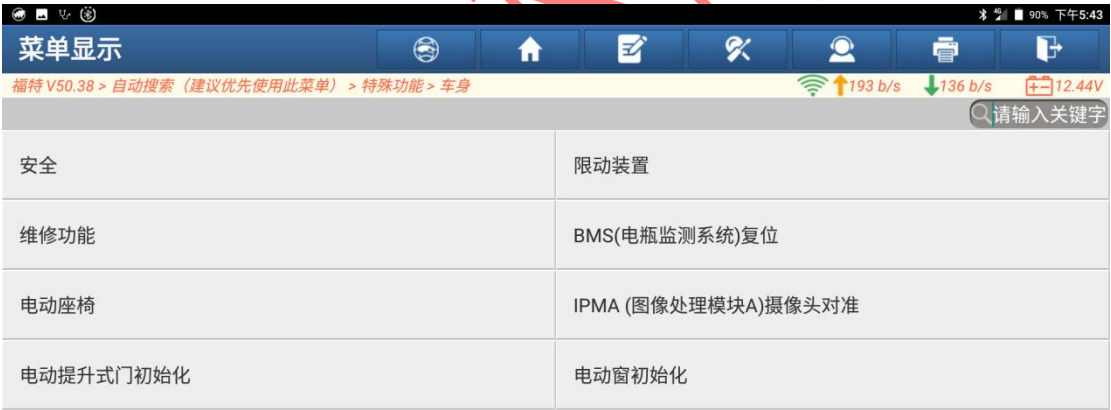 90% 下午5:43
菜单显示
福特 V50.38 > 自动搜索（建议优先使用此菜单） > 特殊功能 > 车身 193 b/s 136 b/s 12.44V
请输入关键字
安全 限动装置
维修功能 BMS(电瓶监测系统)复位
电动座椅 IPMA (图像处理模块A)摄像头对准
电动提升式门初始化 电动窗初始化